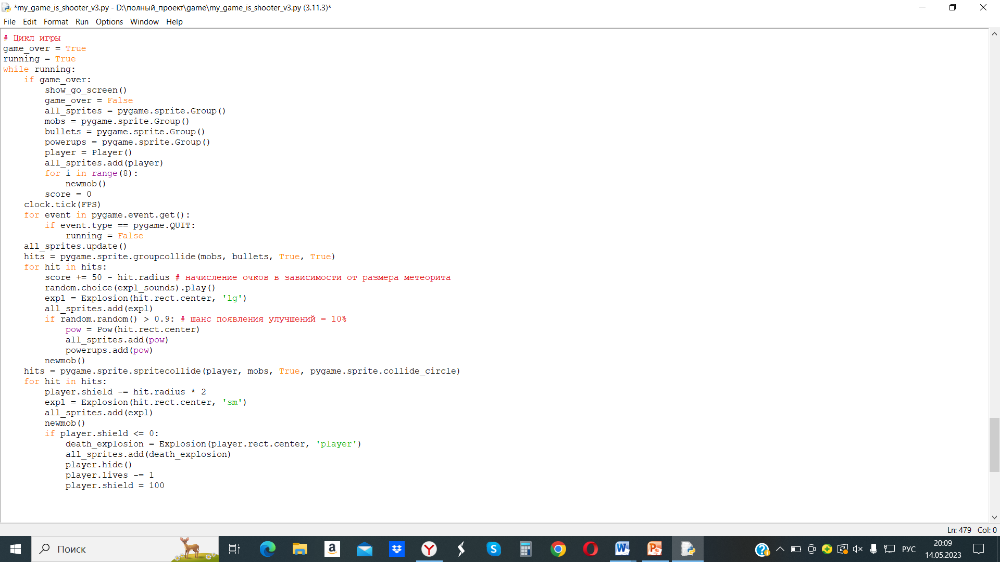 *my_game_is_shooter_v3.py - D:\полный_проект\game\my_game_is_shooter_v3.py (3.11.3)*
File Edit Format Run Options Window Help
# Цикл игры
game_over = True
running = True
while running:
    if game_over:
        show_go_screen()
        game_over = False
        all_sprites = pygame.sprite.Group()
        mobs = pygame.sprite.Group()
        bullets = pygame.sprite.Group()
        powerups = pygame.sprite.Group()
        player = Player()
        all_sprites.add(player)
        for i in range(8):
            newmob()
        score = 0
    clock.tick(FPS)
    for event in pygame.event.get():
        if event.type == pygame.QUIT:
            running = False
    all_sprites.update()
    hits = pygame.sprite.groupcollide(mobs, bullets, True, True)
    for hit in hits:
        score += 50 - hit.radius # начисление очков в зависимости от размера метеорита
        random.choice(expl_sounds).play()
        expl = Explosion(hit.rect.center, 'lg')
        all_sprites.add(expl)
        if random.random() > 0.9: # шанс появления улучшений = 10%
            pow = Pow(hit.rect.center)
            all_sprites.add(pow)
            powerups.add(pow)
        newmob()
    hits = pygame.sprite.spritecollide(player, mobs, True, pygame.sprite.collide_circle)
    for hit in hits:
        player.shield -= hit.radius * 2
        expl = Explosion(hit.rect.center, 'sm')
        all_sprites.add(expl)
        newmob()
        if player.shield <= 0:
            death_explosion = Explosion(player.rect.center, 'player')
            all_sprites.add(death_explosion)
            player.hide()
            player.lives -= 1
            player.shield = 100
Ln: 479 Col: 0
Поиск
РУС
20:09
14.05.2023